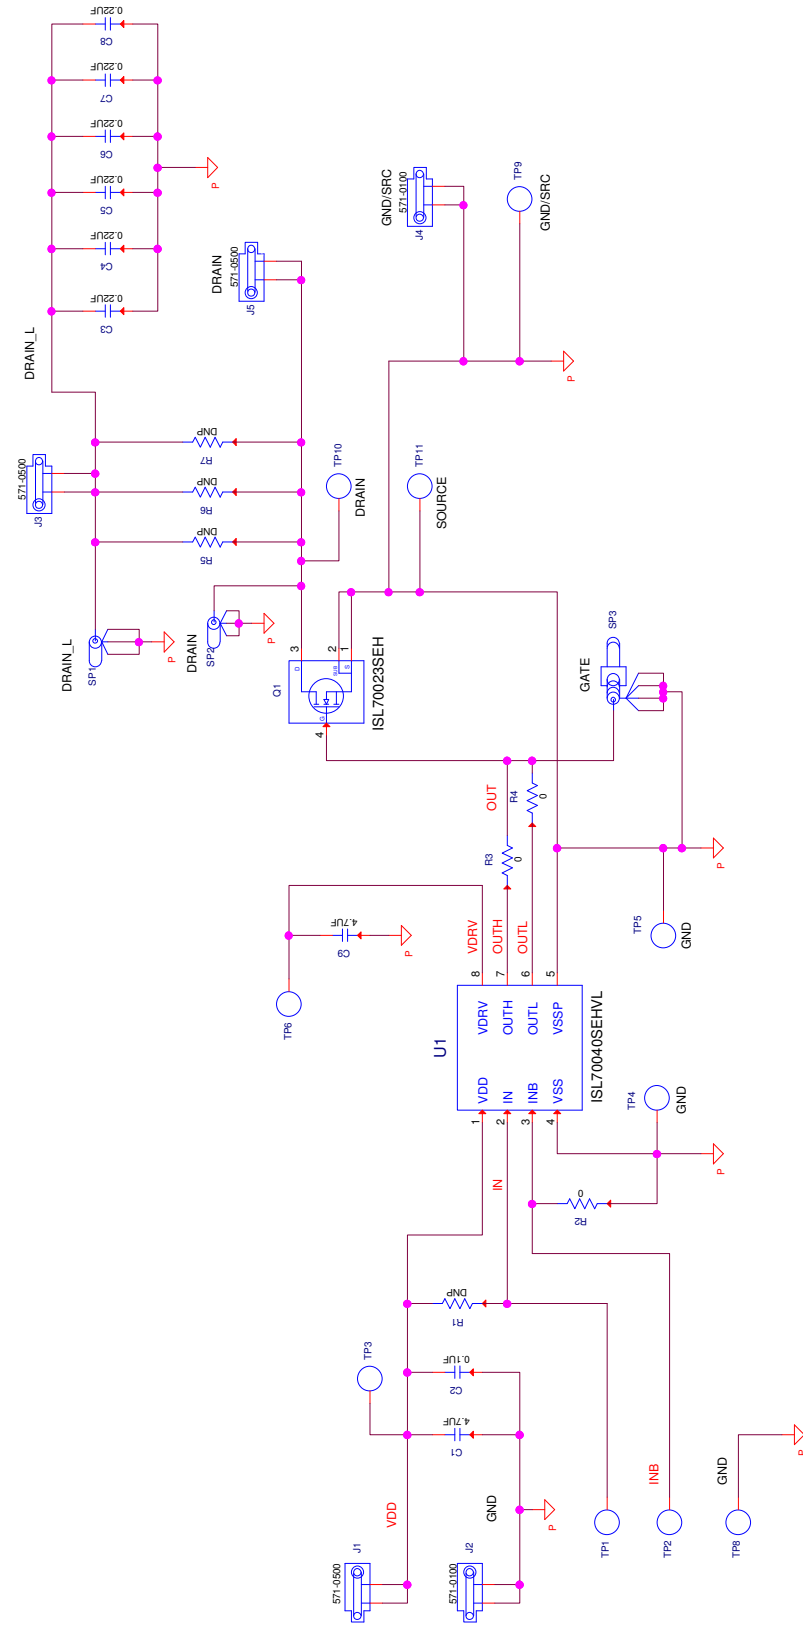 0.22UF
C8
0.22UF
C7
0.22UF
C6
0.22UF
C5
0.22UF
C4
0.22UF
C3
P
DRAIN_L
571-0500
J3
DNP
R7
DNP
R6
DNP
R5
DRAIN
571-0500
J5
GND/SRC
571-0100
J4
TP9
GND/SRC
P
TP10
DRAIN
TP11
SOURCE
DRAIN_L
SP1
P
DRAIN
SP2
P
Q1
3
D
2
SUB
1
S
G
4
ISL70023SEH
GATE
SP3
OUT
R4
0
R3
0
P
TP5
GND
4.7UF
C9
P
TP6
VDRV
OUTH
OUTL
8
7
6
5
U1
VDRV
OUTH
OUTL
VSSP
VDD
IN
INB
VSS
ISL70040SEHVL
1
2
3
4
TP4
GND
P
IN
0
R2
DNP
R1
TP3
0.1UF
C2
4.7UF
C1
VDD
GND
P
J1
571-0500
J2
571-0100
TP1
INB
TP2
GND
TP8
P